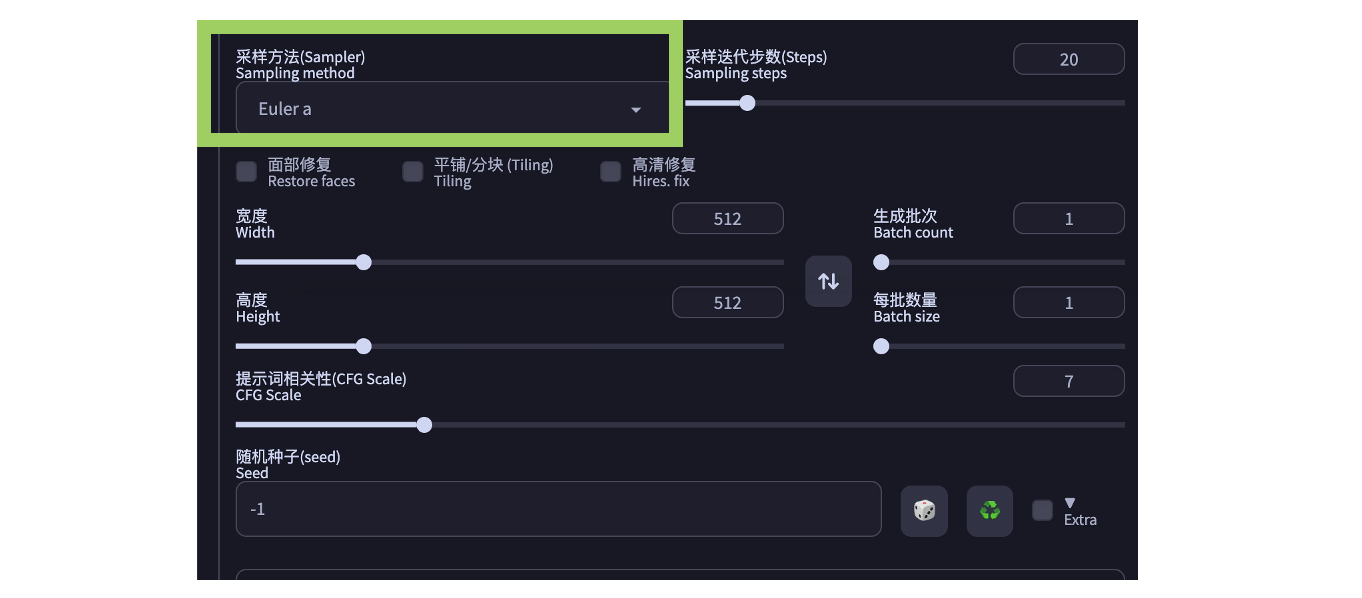 采样方法(Sampler)
Sampling method
Euler a
采样迭代步数(Steps)
Sampling steps
20
面部修复
Restore faces
平铺/分块 (Tiling)
Tiling
高清修复
Hires. fix
宽度
Width
512
生成批次
Batch count
1
高度
Height
512
每批数量
Batch size
1
提示词相关性(CFG Scale)
CFG Scale
7
随机种子(seed)
Seed
-1
Extra